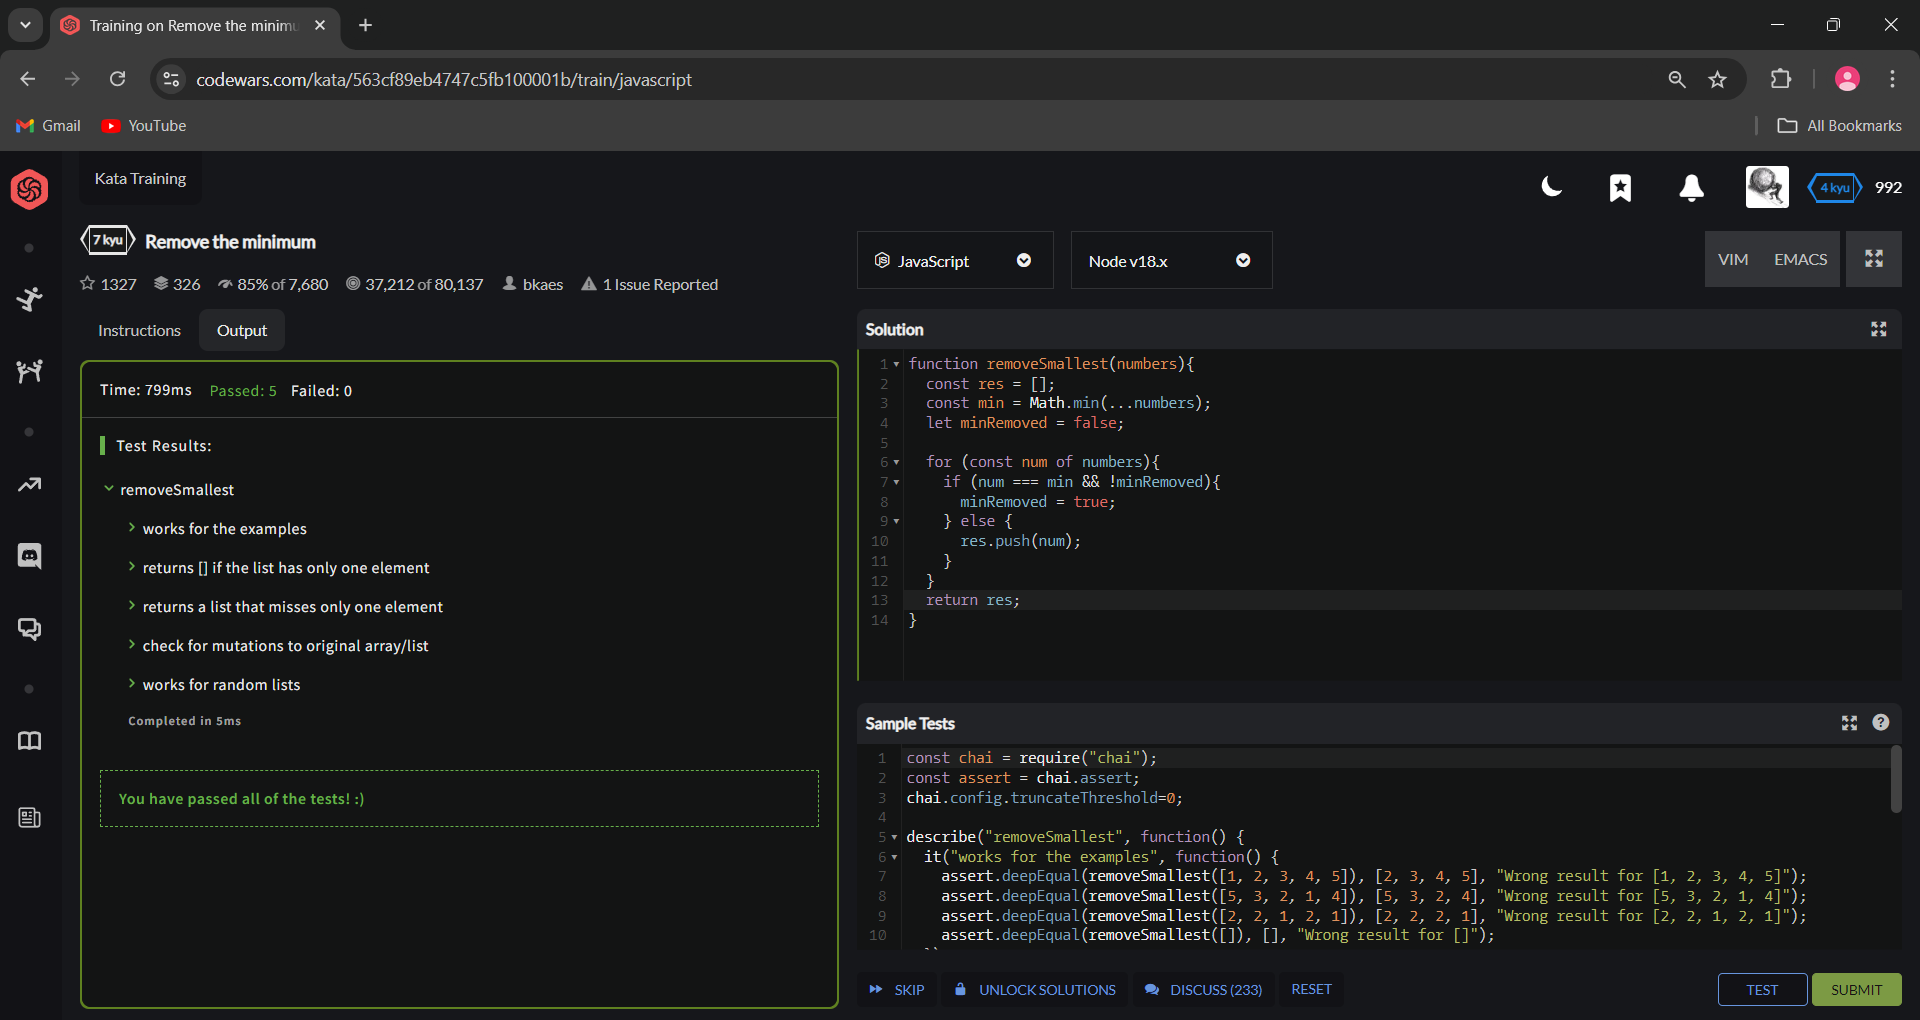 Training on Remove the minim
codewars.com/kata/563cf89eb4747c5fb100001b/train/javascript
Gmail
YouTube
All Bookmarks
Kata Training
4 kyu
992
7 kyu
Remove the minimum
1327
326
85% of 7,680
37,212 of 80,137
bkaes
1 Issue Reported
JavaScript
Node v18.x
VIM
EMACS
Instructions
Output
Time: 799ms Passed: 5 Failed: 0
Test Results:
removeSmallest
works for the examples
returns [] if the list has only one element
returns a list that misses only one element
check for mutations to original array/list
works for random lists
Completed in 5ms
You have passed all of the tests! :)
Solution
1 function removeSmallest(numbers){
2 const res = [];
3 const min = Math.min(...numbers);
4 let minRemoved = false;
5
6 for (const num of numbers){
7 if (num === min && !minRemoved){
8 minRemoved = true;
9 } else {
10 res.push(num);
11 }
12 }
13 return res;
14 }
Sample Tests
1 const chai = require("chai");
2 const assert = chai.assert;
3 chai.config.truncateThreshold=0;
4
5 describe("removeSmallest", function() {
6 it("works for the examples", function() {
7 assert.deepEqual(removeSmallest([1, 2, 3, 4, 5]), [2, 3, 4, 5], "Wrong result for [1, 2, 3, 4, 5]");
8 assert.deepEqual(removeSmallest([5, 3, 2, 1, 4]), [5, 3, 2, 4], "Wrong result for [5, 3, 2, 1, 4]");
9 assert.deepEqual(removeSmallest([2, 2, 1, 2, 1]), [2, 2, 2, 1], "Wrong result for [2, 2, 1, 2, 1]");
10 assert.deepEqual(removeSmallest([]), [], "Wrong result for []");
SKIP
UNLOCK SOLUTIONS
DISCUSS (233)
RESET
TEST
SUBMIT